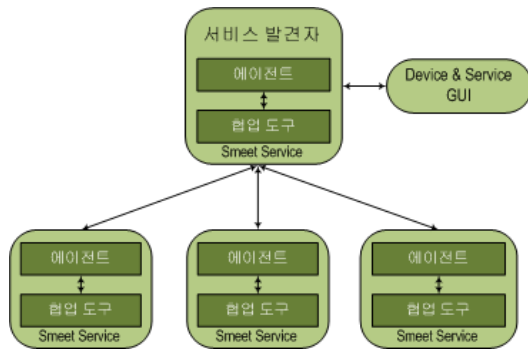 서비스 발견자
에이전트
협업 도구
Smeet Service
Device & Service
GUI
에이전트
협업 도구
Smeet Service
에이전트
협업 도구
Smeet Service
에이전트
협업 도구
Smeet Service